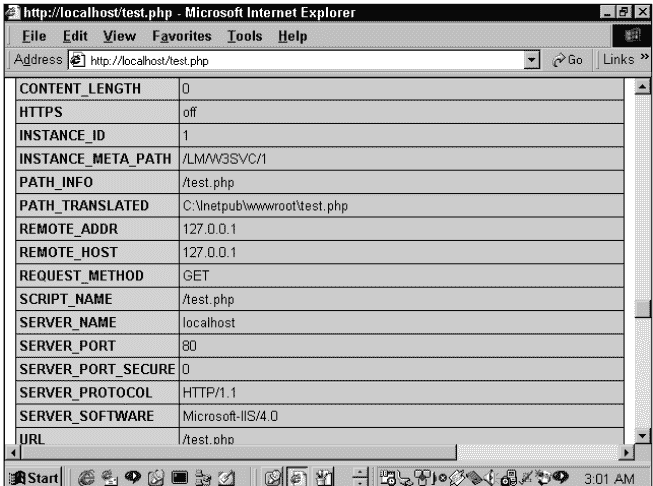 http://localhost/test.php - Microsoft Internet Explorer
File Edit View Favorites Tools Help
Address http://localhost/test.php Go Links »
CONTENT_LENGTH 0
HTTPS off
INSTANCE_ID 1
INSTANCE_META_PATH /LM/W3SVC/1
PATH_INFO /test.php
PATH_TRANSLATED C:\Inetpub\wwwroot\test.php
REMOTE_ADDR 127.0.0.1
REMOTE_HOST 127.0.0.1
REQUEST_METHOD GET
SCRIPT_NAME /test.php
SERVER_NAME localhost
SERVER_PORT 80
SERVER_PORT_SECURE 0
SERVER_PROTOCOL HTTP/1.1
SERVER_SOFTWARE Microsoft-IIS/4.0
URL /test.php
Start 3:01 AM